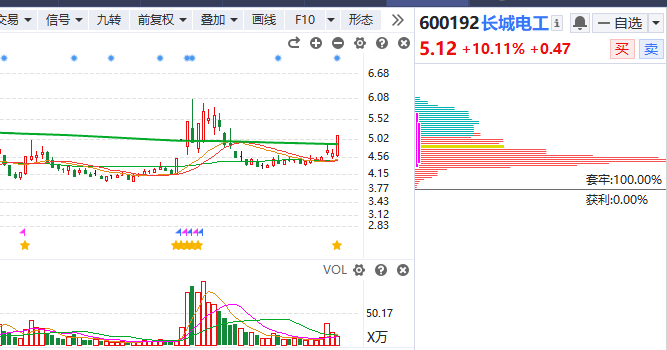 交易 信号 九转 前复权 叠加 画线 F10 形态
600192 长城电工 自选
5.12 +10.11% +0.47 买 卖
6.68
6.08
5.52
5.02
4.56
4.15
3.77
3.43
3.12
2.83
套牢:100.00%
获利:0.00%
VOL
50.17
X万